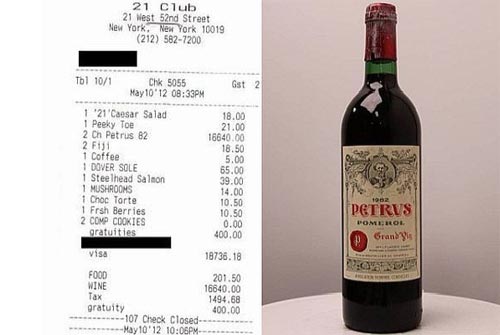 21 Club
21 West 52nd Street
New York, New York 10019
(212) 582-7200
Tbl 10/1 Chk 5055 Gst 2
May10'12 08:33PM
1 '21'Caesar Salad 18.00
1 Peeky Toe 21.00
2 Ch Petrus 82 16640.00
2 Fiji 18.50
1 Coffee 5.00
1 DOVER SOLE 65.00
1 Steelhead Salmon 39.00
1 MUSHROOMS 14.00
1 Choc Torte 10.50
1 Frsh Berries 10.50
2 COMP COOKIES 0.00
gratuities 400.00
visa 18736.18
FOOD 201.50
WINE 16640.00
Tax 1494.68
gratuity 400.00
107 Check Closed
May10'12 10:06PM
1982
PETRVS
POMEROL
Grand Vin